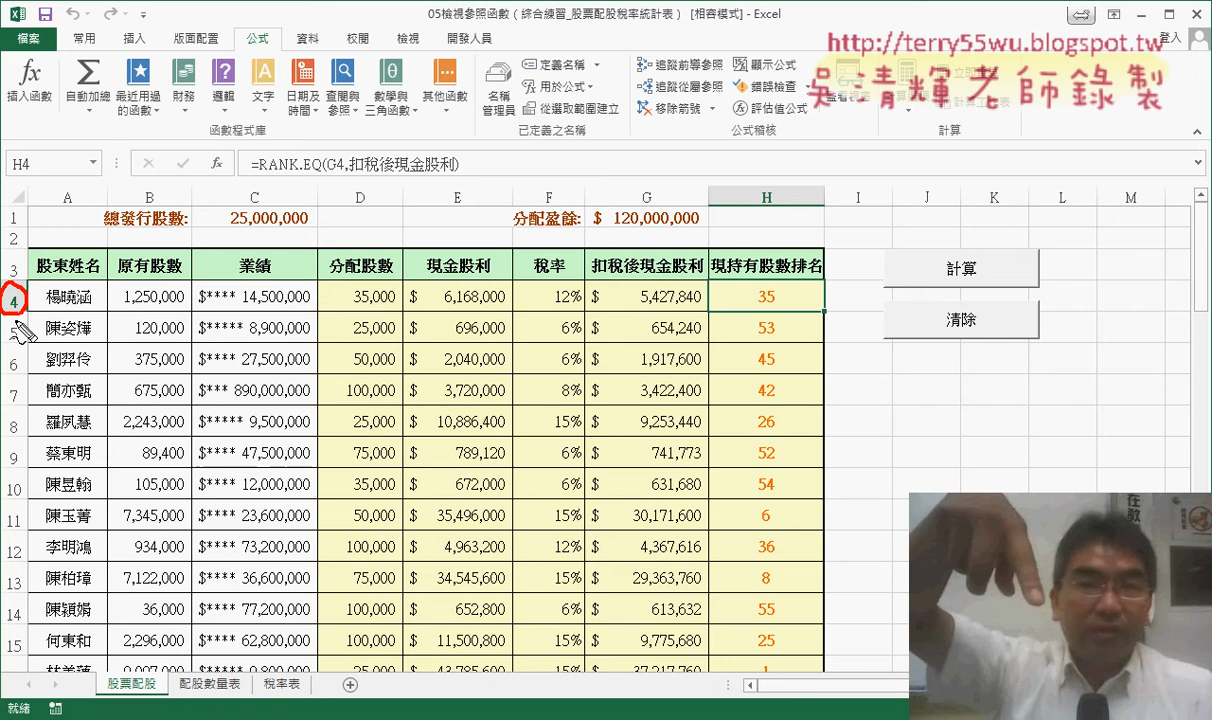 05檢視參照函數（綜合練習_股票配股稅率統計表） [相容模式] - Excel
檔案 常用 插入 版面配置 公式 資料 校閱 檢視 開發人員 登入
http://terry55wu.blogspot.tw
吳清輝老師錄製
插入函數 自動加總 最近用過的函數 財務 邏輯 文字 日期及時間 查閱與參照 數學與三角函數 其他函數 名稱管理員
定義名稱
用於公式
從選取範圍建立
追蹤前導參照 顯示公式
追蹤從屬參照 錯誤檢查
移除箭號 評估值公式
函數程式庫 已定義之名稱 公式稽核 計算
H4 =RANK.EQ(G4,扣稅後現金股利)
A B C D E F G H I J K L M
1 總發行股數: 25,000,000 分配盈餘: $ 120,000,000
2
3 股東姓名 原有股數 業績 分配股數 現金股利 稅率 扣稅後現金股利 現持有股數排名
4 楊曉涵 1,250,000 $**** 14,500,000 35,000 $ 6,168,000 12% $ 5,427,840 35
陳姿燁 120,000 $***** 8,900,000 25,000 $ 696,000 6% $ 654,240 53
6 劉羿伶 375,000 $**** 27,500,000 50,000 $ 2,040,000 6% $ 1,917,600 45
7 簡亦甄 675,000 $*** 890,000,000 100,000 $ 3,720,000 8% $ 3,422,400 42
8 羅夙慧 2,243,000 $***** 9,500,000 25,000 $ 10,886,400 15% $ 9,253,440 26
9 蔡東明 89,400 $**** 47,500,000 75,000 $ 789,120 6% $ 741,773 52
10 陳昱翰 105,000 $**** 12,000,000 35,000 $ 672,000 6% $ 631,680 54
11 陳玉菁 7,345,000 $**** 23,600,000 50,000 $ 35,496,000 15% $ 30,171,600 6
12 李明鴻 934,000 $**** 73,200,000 100,000 $ 4,963,200 12% $ 4,367,616 36
13 陳柏璋 7,122,000 $**** 36,600,000 75,000 $ 34,545,600 15% $ 29,363,760 8
14 陳穎娟 36,000 $**** 77,200,000 100,000 $ 652,800 6% $ 613,632 55
15 何東和 2,296,000 $**** 62,800,000 100,000 $ 11,500,800 15% $ 9,775,680 25
計算
清除
股票配股 配股數量表 稅率表
就緒